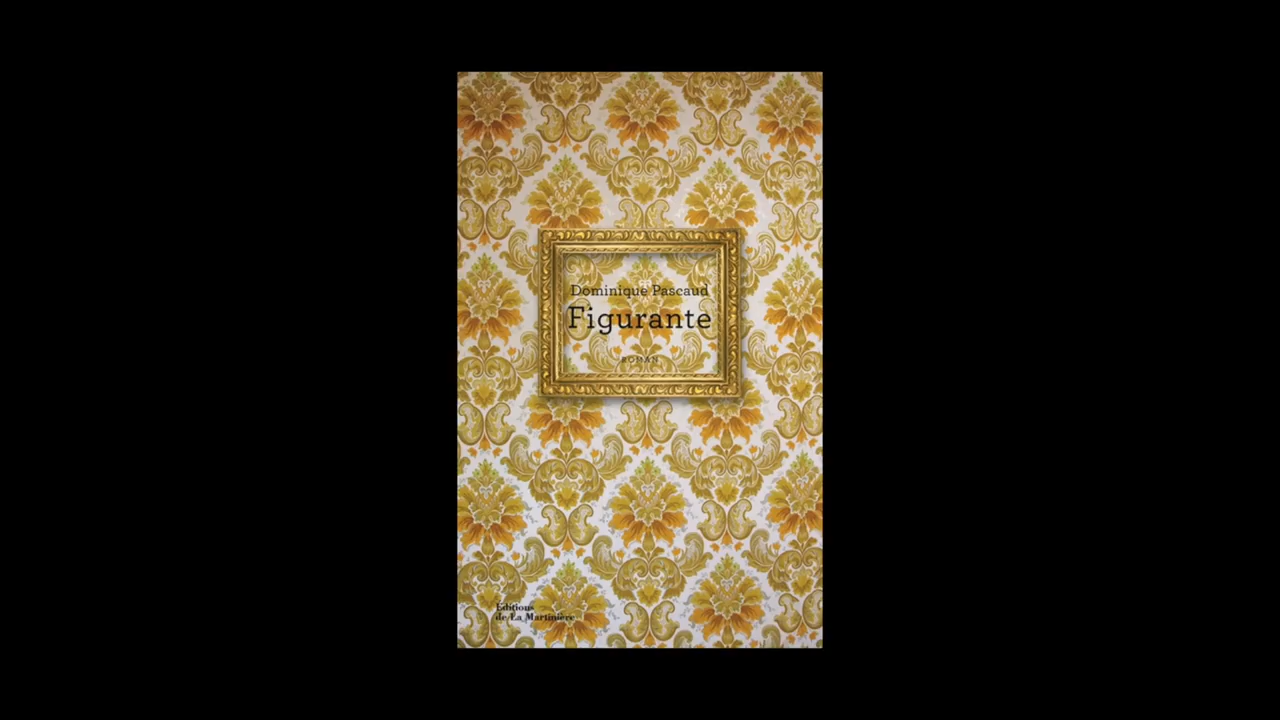 Dominique Pascaud
Figurante
ROMAN
Éditions
de La Martinière